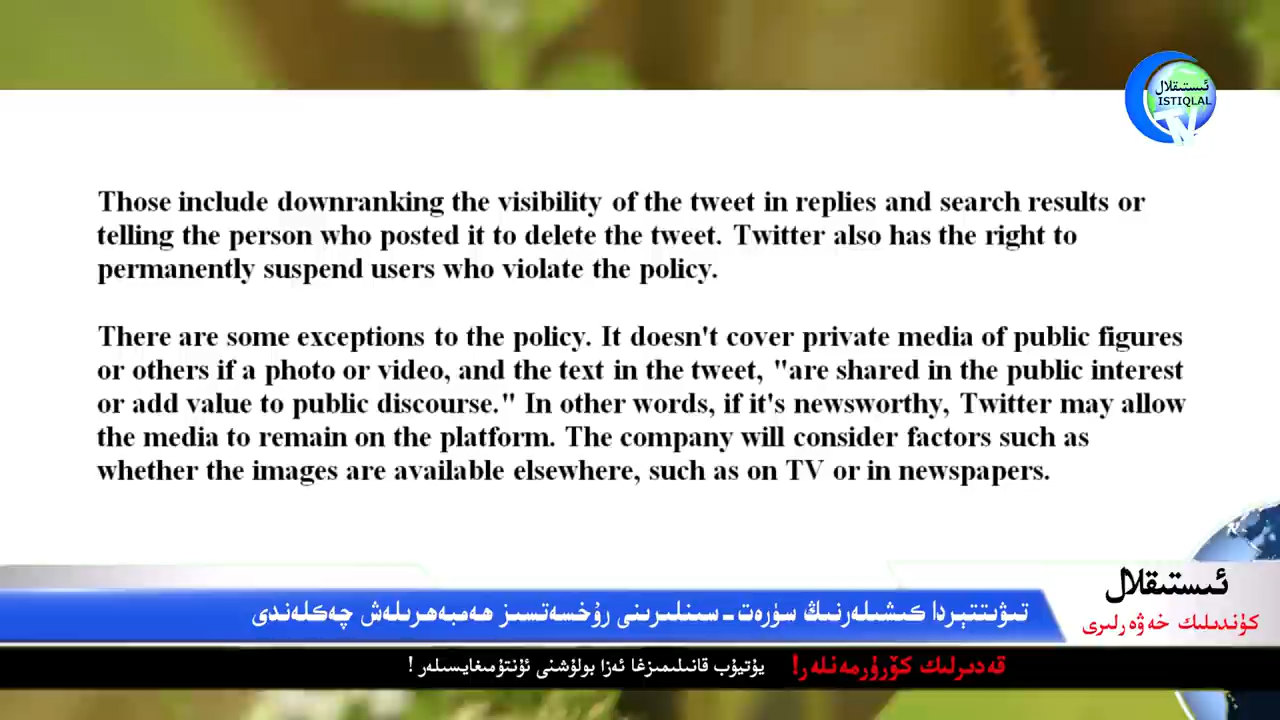 ئىستىقلال
ISTIQLAL
TV
Those include downranking the visibility of the tweet in replies and search results or
telling the person who posted it to delete the tweet. Twitter also has the right to
permanently suspend users who violate the policy.
There are some exceptions to the policy. It doesn't cover private media of public figures
or others if a photo or video, and the text in the tweet, "are shared in the public interest
or add value to public discourse." In other words, if it's newsworthy, Twitter may allow
the media to remain on the platform. The company will consider factors such as
whether the images are available elsewhere, such as on TV or in newspapers.
ئىستىقلال
كۈندىلىك خەۋەرلىرى
تىۋىتتېردا كىشىلەرنىڭ سۈرەت-سىنلىرىنى رۇخسەتسىز ھەمبەھىرىلەش چەكلەندى
قەدىرلىك كۆرۈرمەنلەر! يۇتيۇب قانىلىمىزغا ئەزا بولۇشنى ئۇنتۇمىغايسىلەر !